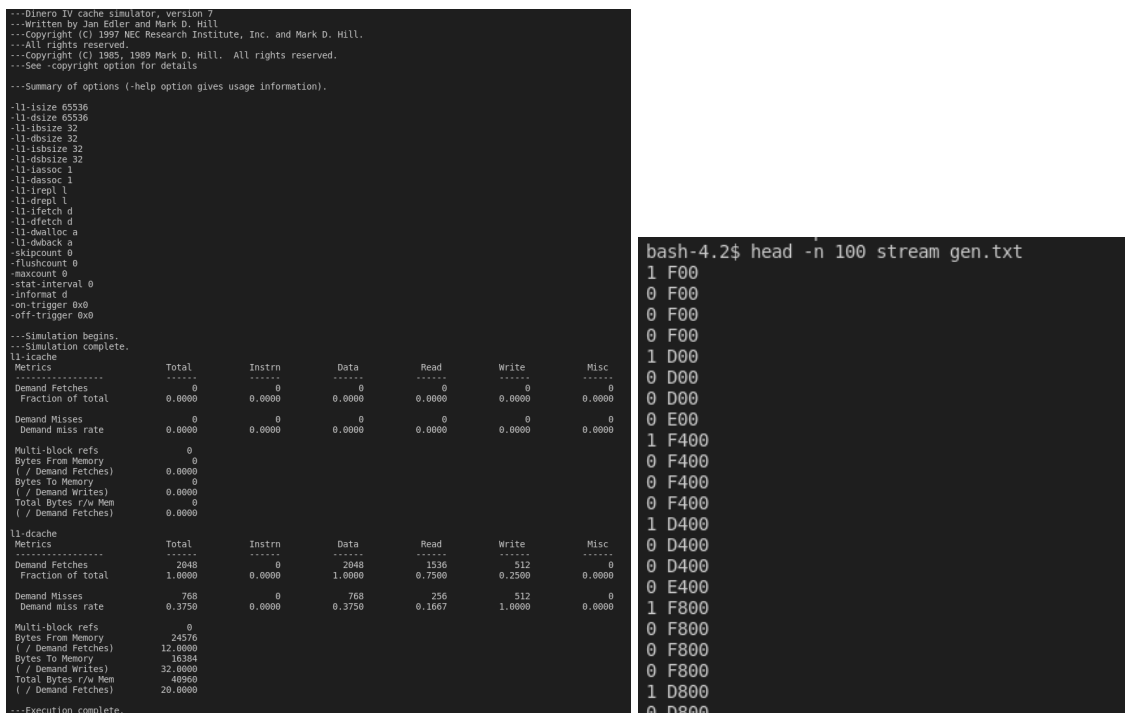 ---Dinero IV cache simulator, version 7
---Written by Jan Edler and Mark D. Hill
---Copyright (C) 1997 NEC Research Institute, Inc. and Mark D. Hill.
---All rights reserved.
---Copyright (C) 1985, 1989 Mark D. Hill.  All rights reserved.
---See -copyright option for details
---Summary of options (-help option gives usage information).
-l1-isize 65536
-l1-dsize 65536
-l1-ibsize 32
-l1-dbsize 32
-l1-isbsize 32
-l1-dsbsize 32
-l1-iassoc 1
-l1-dassoc 1
-l1-irepl l
-l1-drepl l
-l1-ifetch d
-l1-dfetch d
-l1-dwalloc a
-l1-dwback a
-skipcount 0
-flushcount 0
-maxcount 0
-stat-interval 0
-informat d
-on-trigger 0x0
-off-trigger 0x0
---Simulation begins.
---Simulation complete.
l1-icache
Metrics Total Instrn Data Read Write Misc
----------------- ------ ------ ------ ------ ------ ------
Demand Fetches 0 0 0 0 0 0
Fraction of total 0.0000 0.0000 0.0000 0.0000 0.0000 0.0000
Demand Misses 0 0 0 0 0 0
Demand miss rate 0.0000 0.0000 0.0000 0.0000 0.0000 0.0000
Multi-block refs 0
Bytes From Memory 0
( / Demand Fetches) 0.0000
Bytes To Memory 0
( / Demand Writes) 0.0000
Total Bytes r/w Mem 0
( / Demand Fetches) 0.0000
l1-dcache
Metrics Total Instrn Data Read Write Misc
----------------- ------ ------ ------ ------ ------ ------
Demand Fetches 2048 0 2048 1536 512 0
Fraction of total 1.0000 0.0000 1.0000 0.7500 0.2500 0.0000
Demand Misses 768 0 768 256 512 0
Demand miss rate 0.3750 0.0000 0.3750 0.1667 1.0000 0.0000
Multi-block refs 0
Bytes From Memory 24576
( / Demand Fetches) 12.0000
Bytes To Memory 16384
( / Demand Writes) 32.0000
Total Bytes r/w Mem 40960
( / Demand Fetches) 20.0000
---Execution complete.
bash-4.2$ head -n 100 stream gen.txt
1 F00
0 F00
0 F00
0 F00
1 D00
0 D00
0 D00
0 E00
1 F400
0 F400
0 F400
0 F400
1 D400
0 D400
0 D400
0 E400
1 F800
0 F800
0 F800
0 F800
1 D800
0 D800